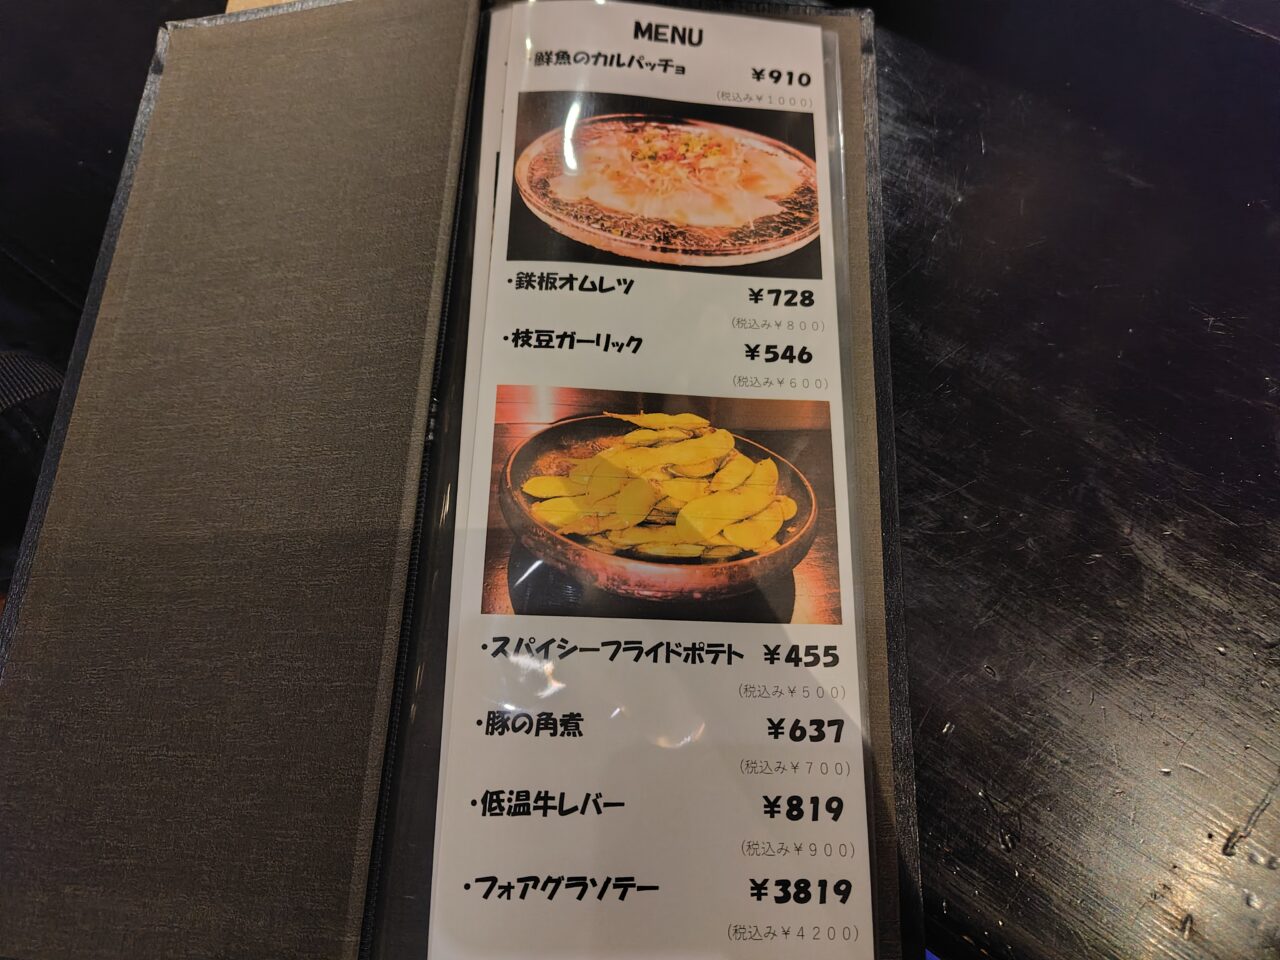 MENU
・鮮魚のカルパッチョ ¥910
(税込み¥1000)
・鉄板オムレツ ¥728
(税込み¥800)
・枝豆ガーリック ¥546
(税込み¥600)
・スパイシーフライドポテト ¥455
(税込み¥500)
・豚の角煮 ¥637
(税込み¥700)
・低温牛レバー ¥819
(税込み¥900)
・フォアグラソテー ¥3819
(税込み¥4200)